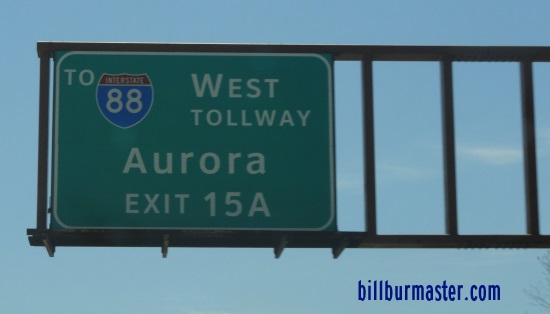 TO INTERSTATE 88 WEST
TOLLWAY
Aurora
EXIT 15A
billburmaster.com